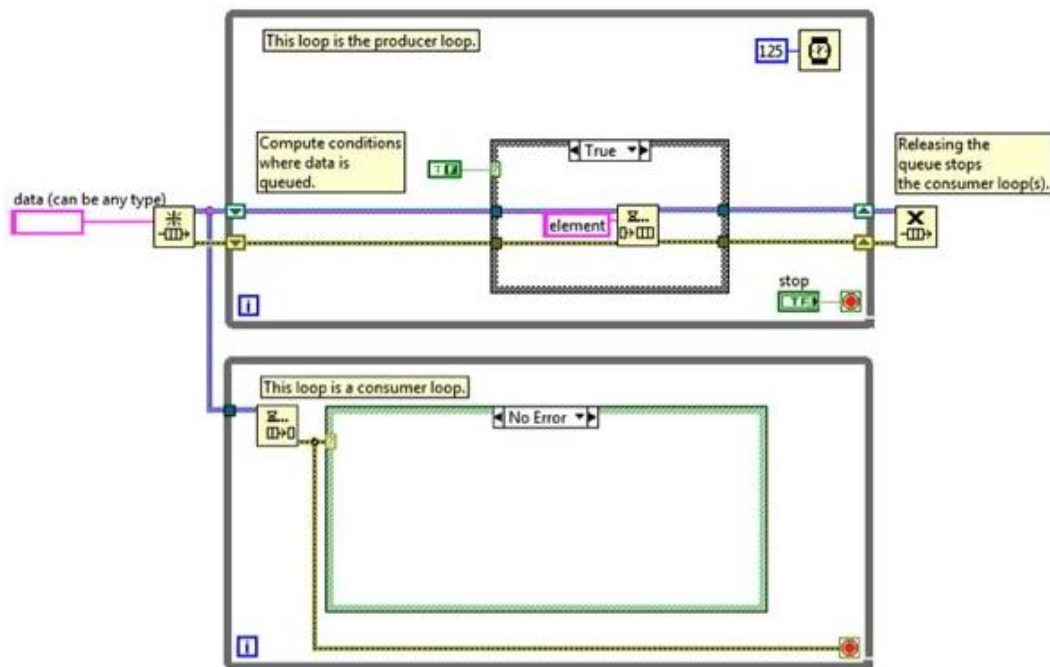 This loop is the producer loop.
125
Compute conditions
where data is
queued.
True
Releasing the
queue stops
the consumer loop(s).
data (can be any type)
element
stop
TF
i
This loop is a consumer loop.
No Error
i